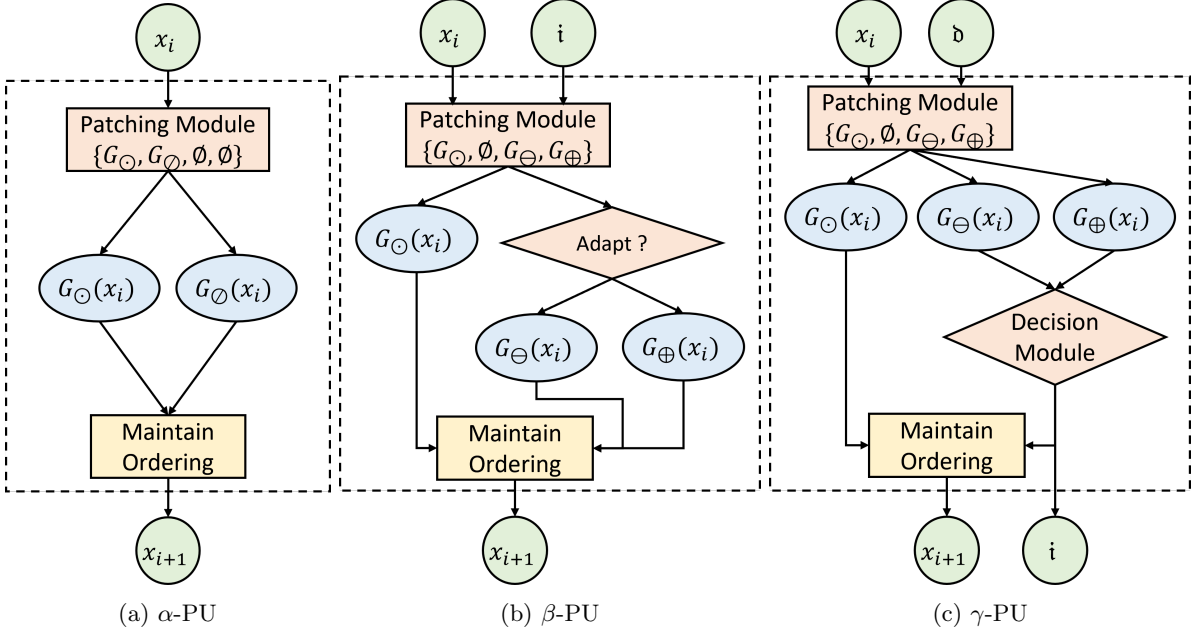 x_i
Patching Module
{G_⊙, G_⊘, ∅, ∅}
G_⊙(x_i)
G_⊘(x_i)
Maintain
Ordering
x_{i+1}
(a) α-PU
x_i
𝔦
Patching Module
{G_⊙, ∅, G_⊖, G_⊕}
G_⊙(x_i)
Adapt ?
G_⊖(x_i)
G_⊕(x_i)
Maintain
Ordering
x_{i+1}
(b) β-PU
x_i
𝔡
Patching Module
{G_⊙, ∅, G_⊖, G_⊕}
G_⊙(x_i)
G_⊖(x_i)
G_⊕(x_i)
Decision
Module
Maintain
Ordering
x_{i+1}
𝔦
(c) γ-PU